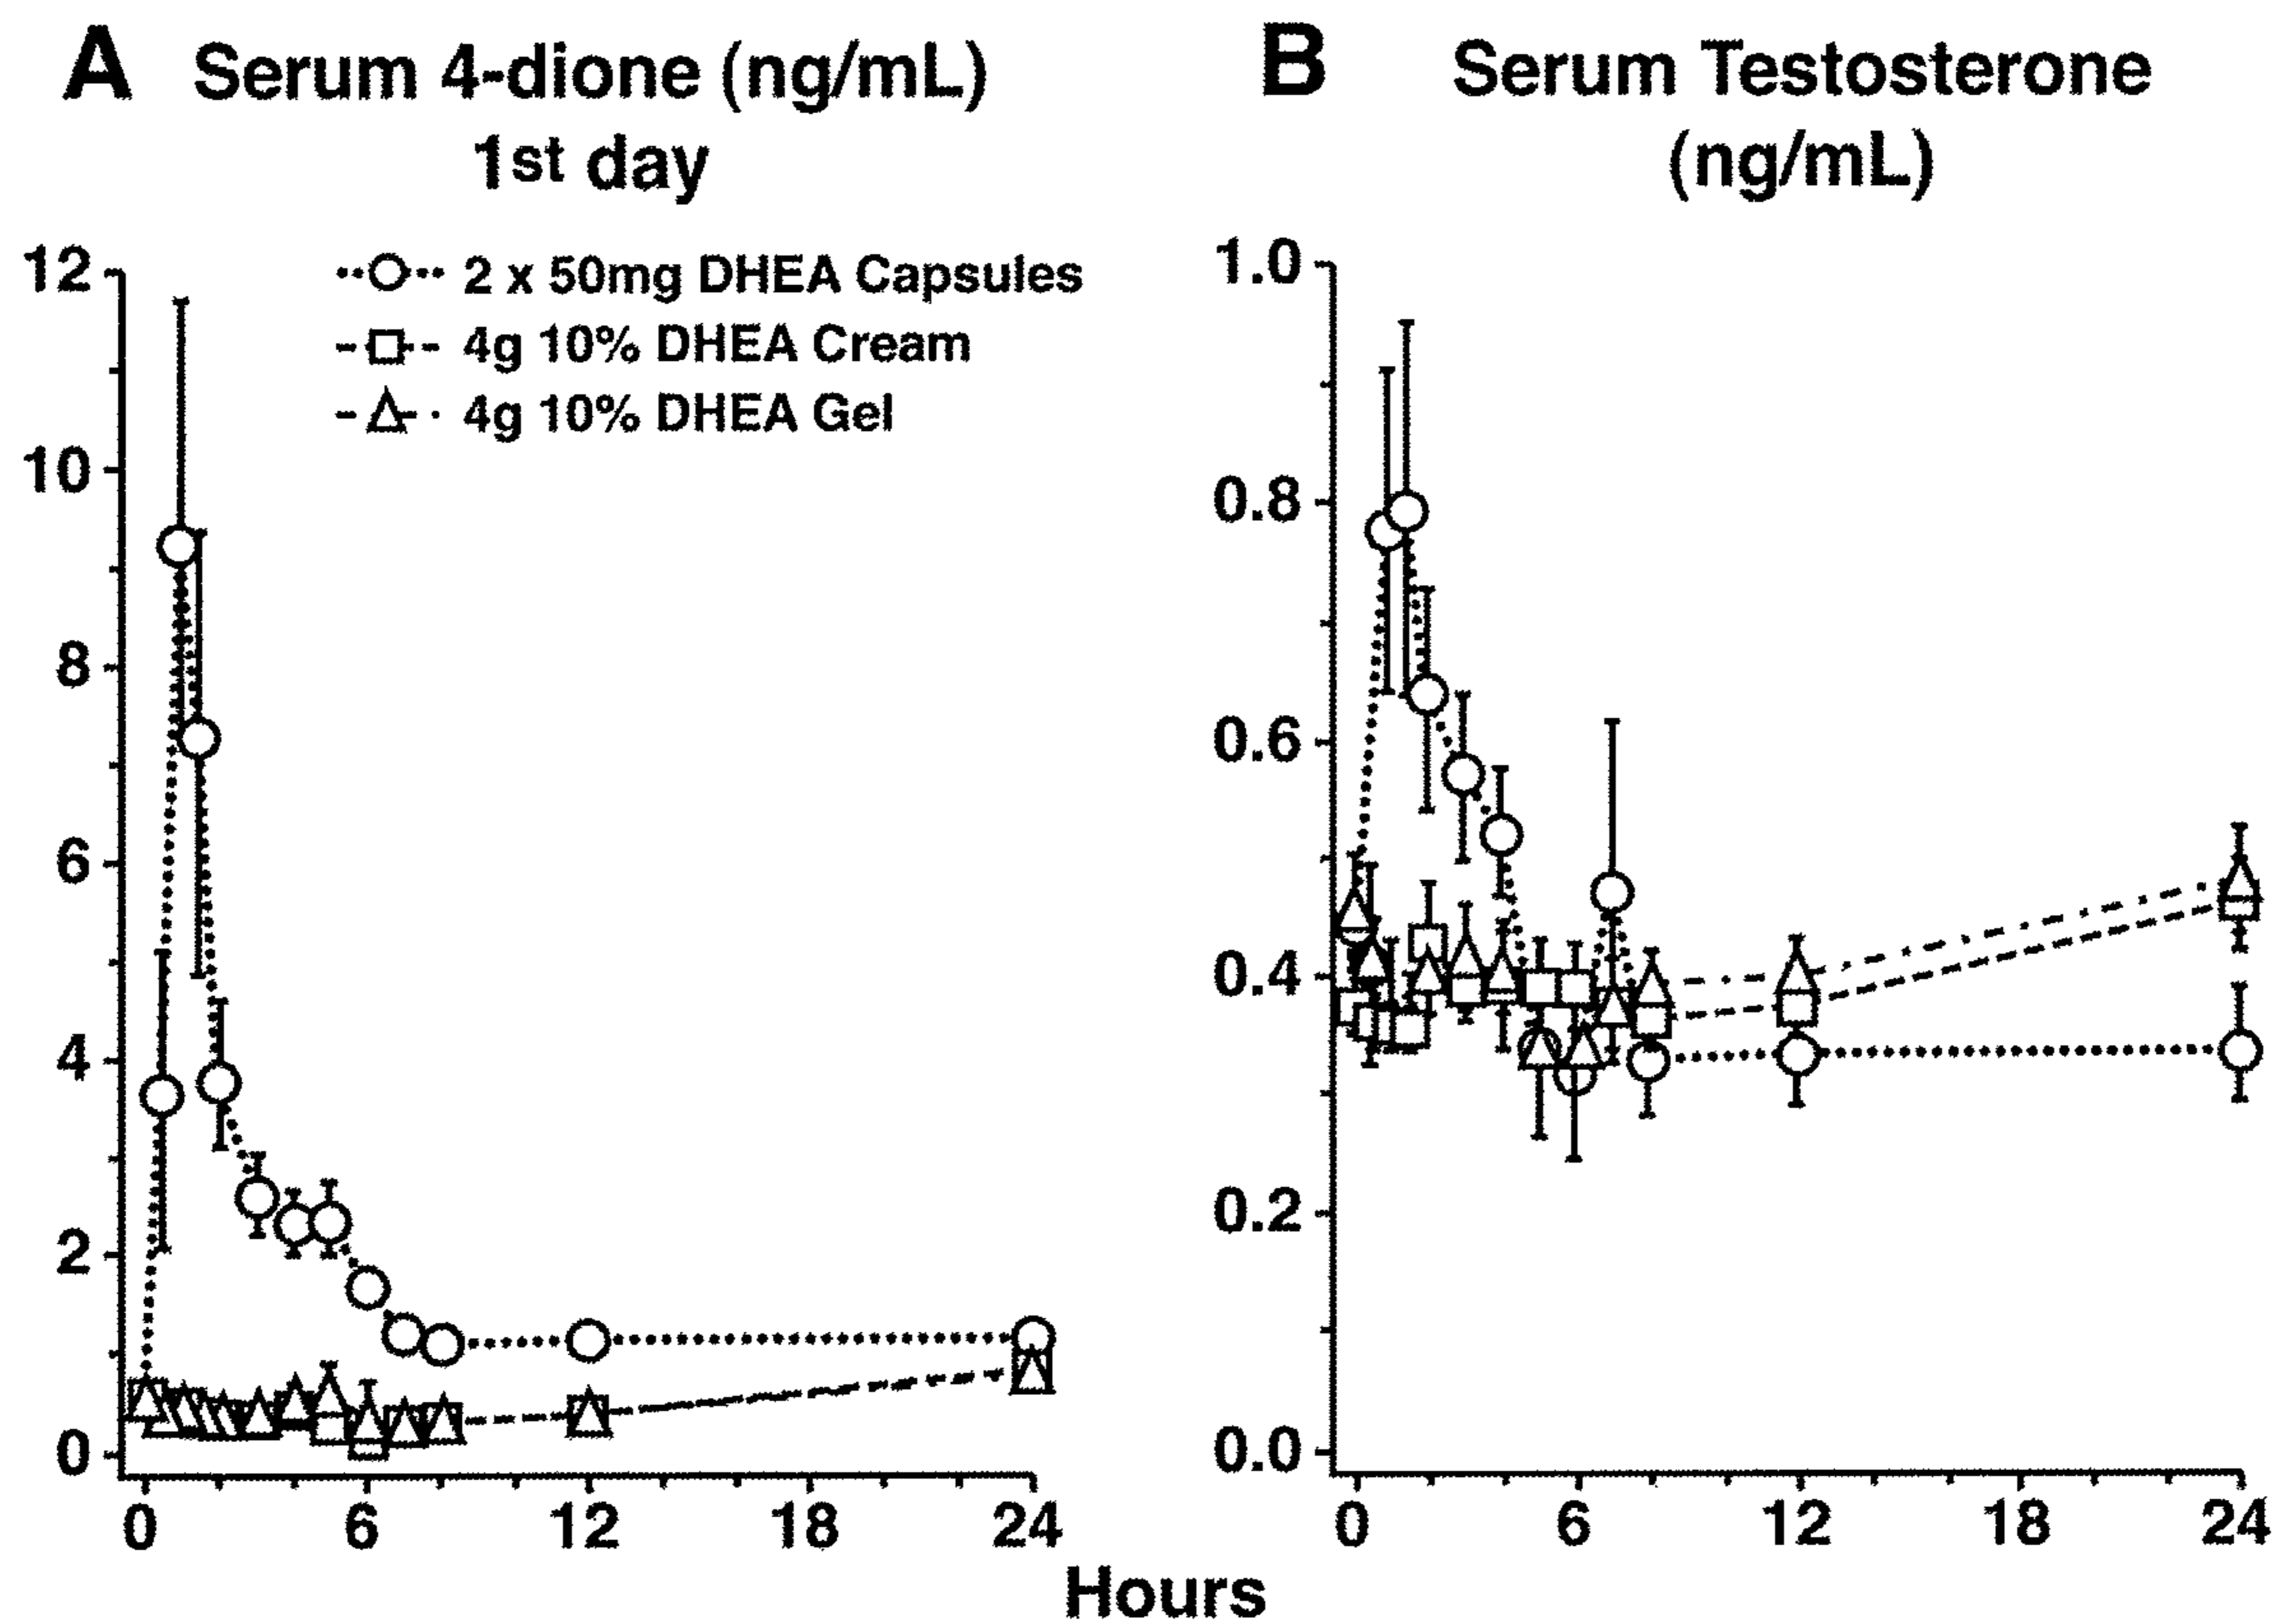 A Serum 4-dione (ng/mL)
1st day
B Serum Testosterone
(ng/mL)
2 x 50mg DHEA Capsules
4g 10% DHEA Cream
4g 10% DHEA Gel
12
10
8
6
4
2
0
0 6 12 18 24
1.0
0.8
0.6
0.4
0.2
0.0
0 6 12 18 24
Hours